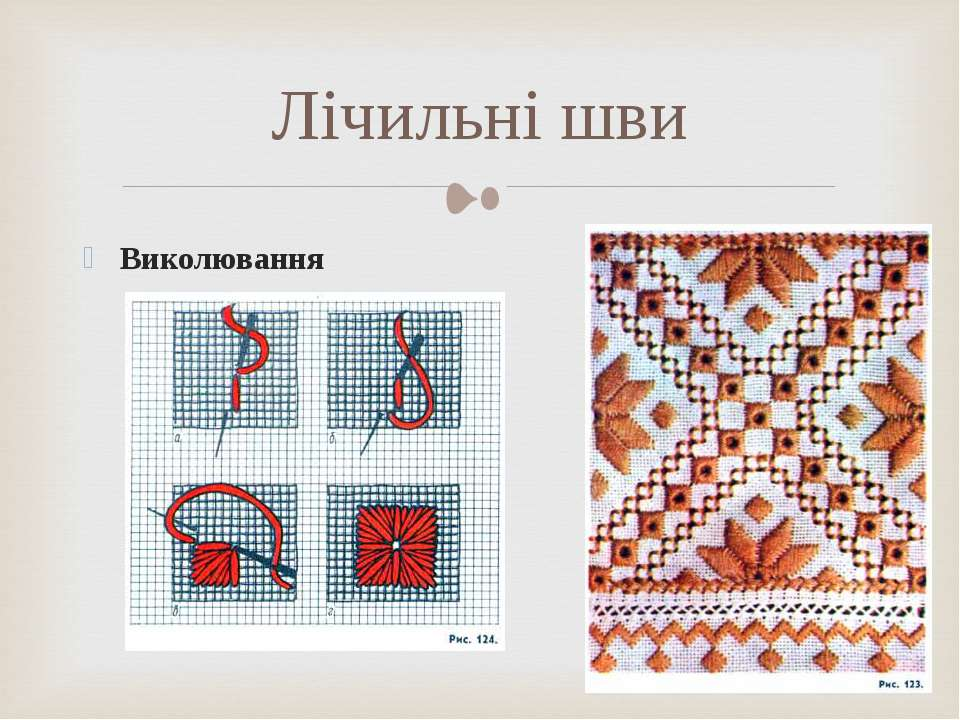 Лічильні шви
Виколювання
а.
б.
в.
г.
Рис. 124.
Рис. 123.